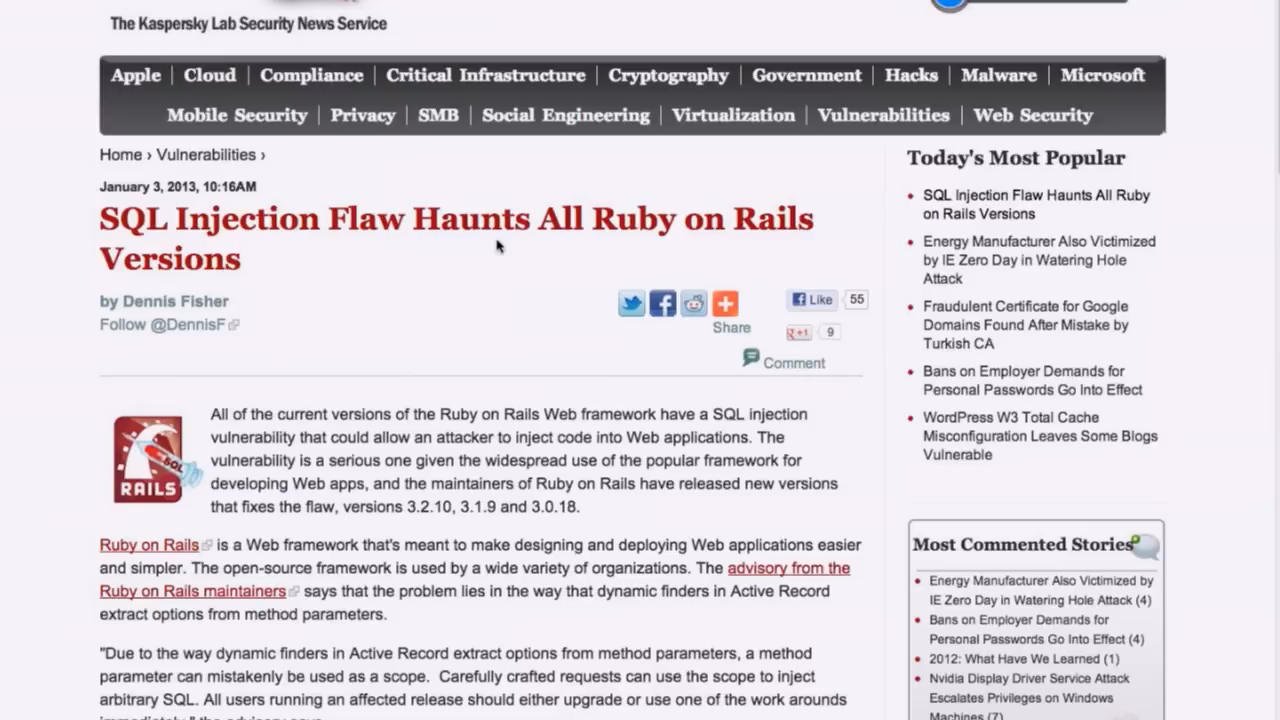 The Kaspersky Lab Security News Service
Apple | Cloud | Compliance | Critical Infrastructure | Cryptography | Government | Hacks | Malware | Microsoft
Mobile Security | Privacy | SMB | Social Engineering | Virtualization | Vulnerabilities | Web Security
Home › Vulnerabilities ›
January 3, 2013, 10:16AM
SQL Injection Flaw Haunts All Ruby on Rails
Versions
by Dennis Fisher
Follow @DennisF
Share
Like 55
+1 9
Comment
RAILS
SQL
All of the current versions of the Ruby on Rails Web framework have a SQL injection
vulnerability that could allow an attacker to inject code into Web applications. The
vulnerability is a serious one given the widespread use of the popular framework for
developing Web apps, and the maintainers of Ruby on Rails have released new versions
that fixes the flaw, versions 3.2.10, 3.1.9 and 3.0.18.
Ruby on Rails is a Web framework that's meant to make designing and deploying Web applications easier
and simpler. The open-source framework is used by a wide variety of organizations. The advisory from the
Ruby on Rails maintainers says that the problem lies in the way that dynamic finders in Active Record
extract options from method parameters.
"Due to the way dynamic finders in Active Record extract options from method parameters, a method
parameter can mistakenly be used as a scope. Carefully crafted requests can use the scope to inject
arbitrary SQL. All users running an affected release should either upgrade or use one of the work arounds
immediately," the advisory says.
Today's Most Popular
SQL Injection Flaw Haunts All Ruby
on Rails Versions
Energy Manufacturer Also Victimized
by IE Zero Day in Watering Hole
Attack
Fraudulent Certificate for Google
Domains Found After Mistake by
Turkish CA
Bans on Employer Demands for
Personal Passwords Go Into Effect
WordPress W3 Total Cache
Misconfiguration Leaves Some Blogs
Vulnerable
Most Commented Stories
Energy Manufacturer Also Victimized by
IE Zero Day in Watering Hole Attack (4)
Bans on Employer Demands for
Personal Passwords Go Into Effect (4)
2012: What Have We Learned (1)
Nvidia Display Driver Service Attack
Escalates Privileges on Windows
Machines (7)